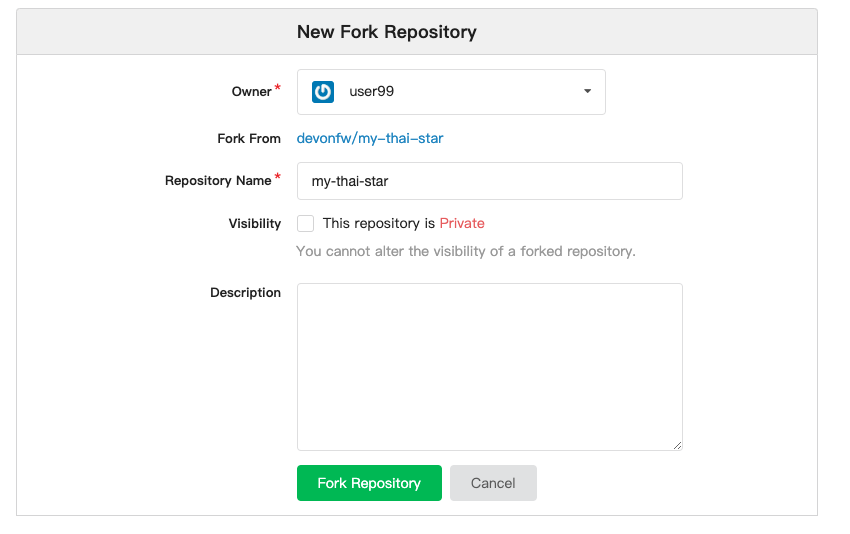 New Fork Repository
Owner*
user99
Fork From devonfw/my-thai-star
Repository Name* my-thai-star
Visibility This repository is Private
You cannot alter the visibility of a forked repository.
Description
Fork Repository Cancel